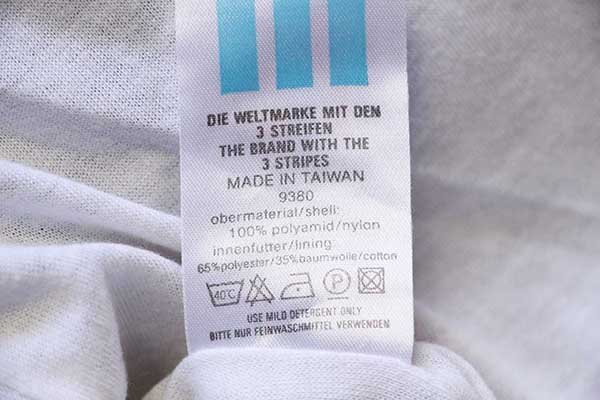 DIE WELTMARKE MIT DEN
3 STREIFEN
THE BRAND WITH THE
3 STRIPES
MADE IN TAIWAN
9380
obermaterial/shell:
100% polyamid/nylon
innenfutter/lining:
65%polyester/35%baumwolle/cotton
40°C P
USE MILD DETERGENT ONLY
BITTE NUR FEINWASCHMITTEL VERWENDEN